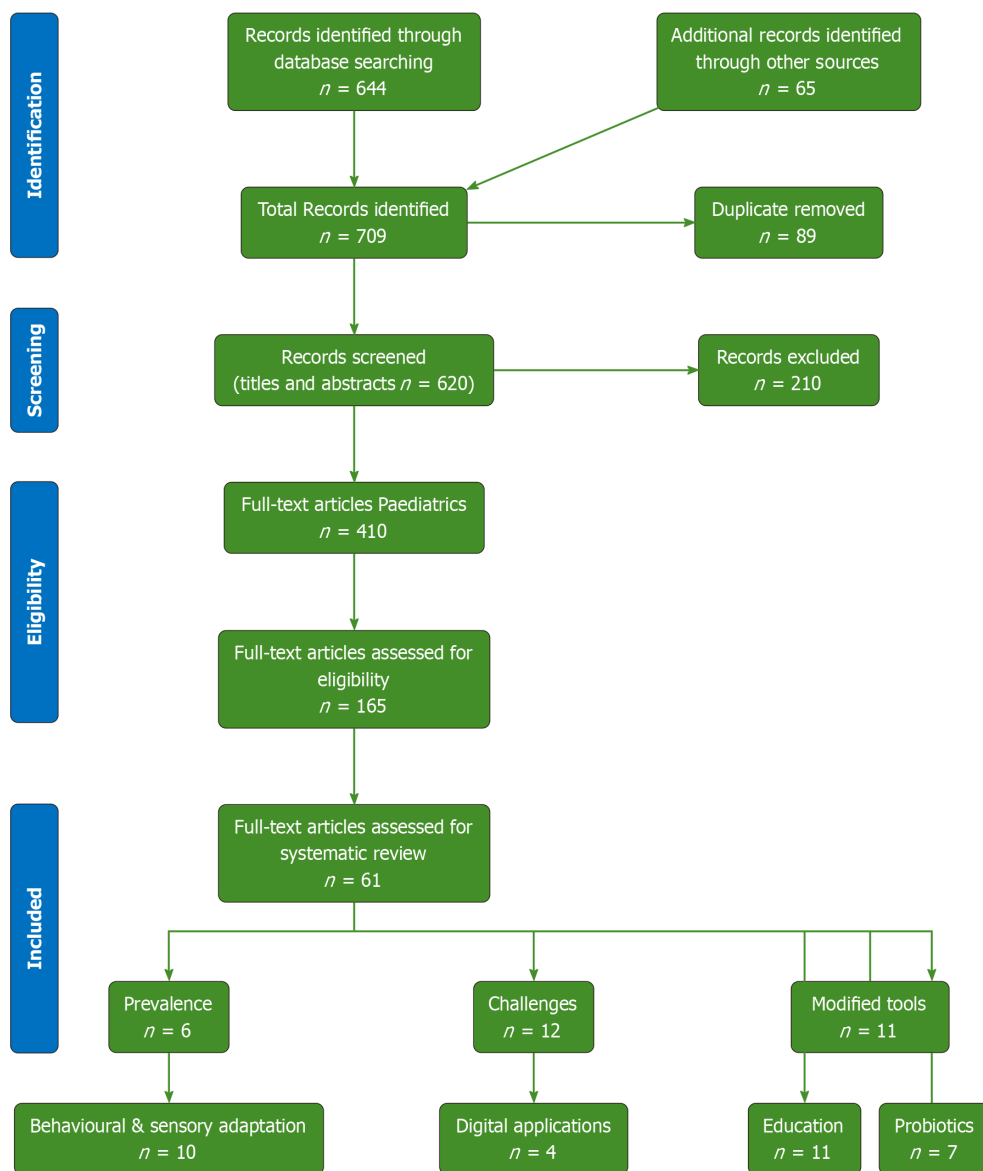 Identification
Records identified through
database searching
n = 644
Additional records identified
through other sources
n = 65
Total Records identified
n = 709
Duplicate removed
n = 89
Screening
Records screened
(titles and abstracts n = 620)
Records excluded
n = 210
Eligibility
Full-text articles Paediatrics
n = 410
Full-text articles assessed for
eligibility
n = 165
Included
Full-text articles assessed for
systematic review
n = 61
Prevalence
n = 6
Challenges
n = 12
Modified tools
n = 11
Behavioural & sensory adaptation
n = 10
Digital applications
n = 4
Education
n = 11
Probiotics
n = 7